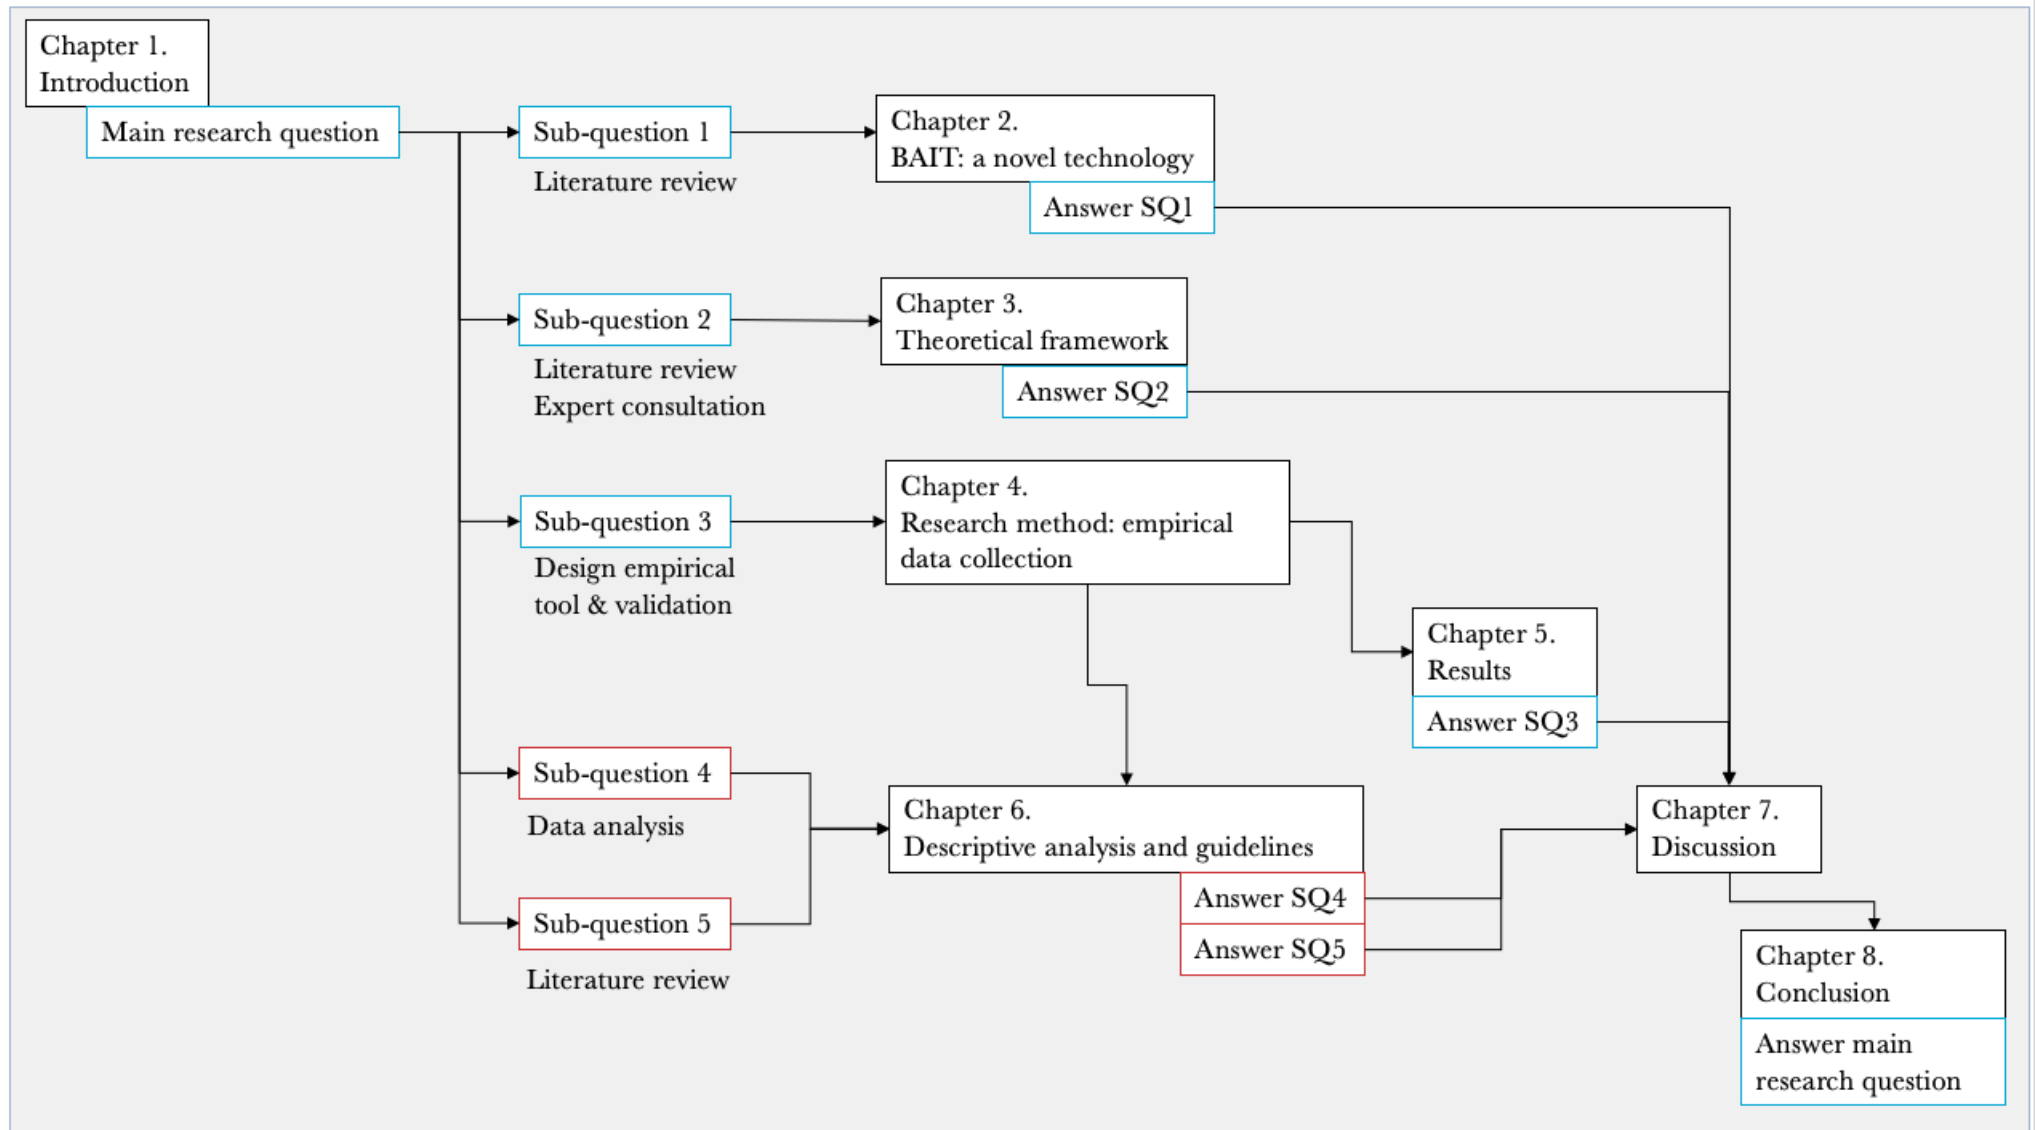 Chapter 1.
Introduction
Main research question
Sub-question 1
Literature review
Chapter 2.
BAIT: a novel technology
Answer SQ1
Sub-question 2
Literature review
Expert consultation
Chapter 3.
Theoretical framework
Answer SQ2
Sub-question 3
Design empirical
tool & validation
Chapter 4.
Research method: empirical
data collection
Chapter 5.
Results
Answer SQ3
Sub-question 4
Data analysis
Sub-question 5
Literature review
Chapter 6.
Descriptive analysis and guidelines
Answer SQ4
Answer SQ5
Chapter 7.
Discussion
Chapter 8.
Conclusion
Answer main
research question